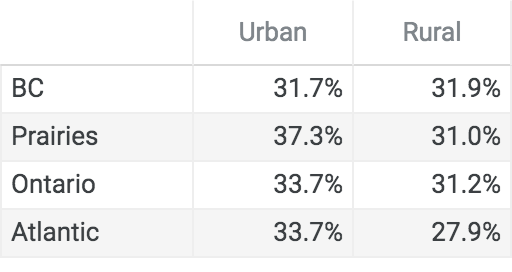 Urban Rural
BC 31.7% 31.9%
Prairies 37.3% 31.0%
Ontario 33.7% 31.2%
Atlantic 33.7% 27.9%